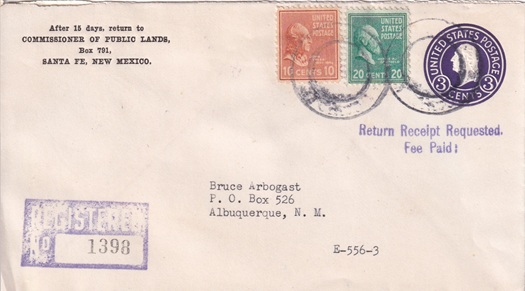 After 15 days, return to
COMMISSIONER OF PUBLIC LANDS,
Box 791,
SANTA FE, NEW MEXICO.
UNITED STATES
POSTAGE
10 CENTS 10
UNITED STATES
POSTAGE
20 CENTS 20
UNITED STATES POSTAGE
3 CENTS 3
Return Receipt Requested.
Fee Paid:
Bruce Arbogast
P. O. Box 526
Albuquerque, N. M.
E-556-3
REGISTERED
NO 1398